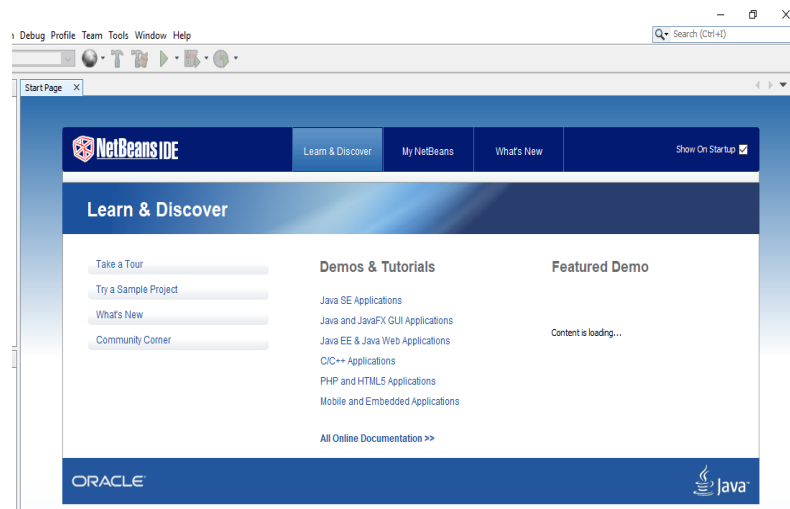 Debug Profile Team Tools Window Help
Search (Ctrl+I)
Start Page X
NetBeans IDE
Learn & Discover
My NetBeans
What's New
Show On Startup
Learn & Discover
Take a Tour
Try a Sample Project
What's New
Community Corner
Demos & Tutorials
Java SE Applications
Java and JavaFX GUI Applications
Java EE & Java Web Applications
C/C++ Applications
PHP and HTML5 Applications
Mobile and Embedded Applications
All Online Documentation >>
Featured Demo
Content is loading...
ORACLE
Java